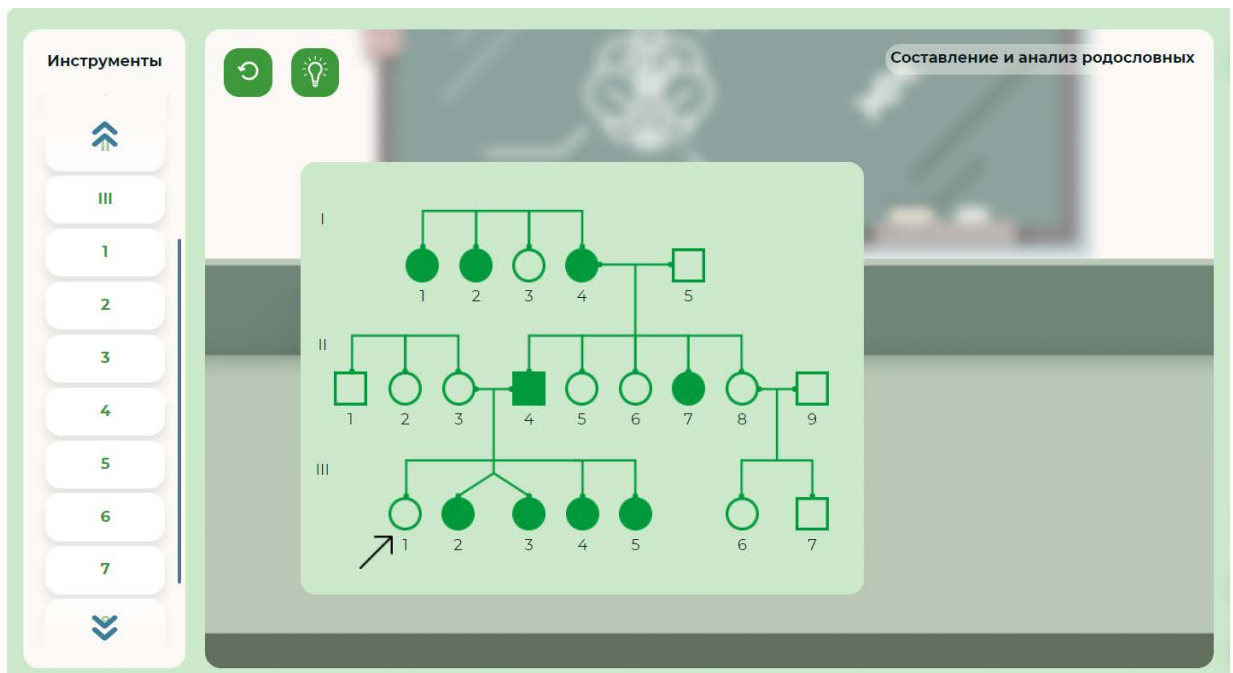 Инструменты
III
1
2
3
4
5
6
7
Составление и анализ родословных
I
1 2 3 4 5
II
1 2 3 4 5 6 7 8 9
III
1 2 3 4 5 6 7